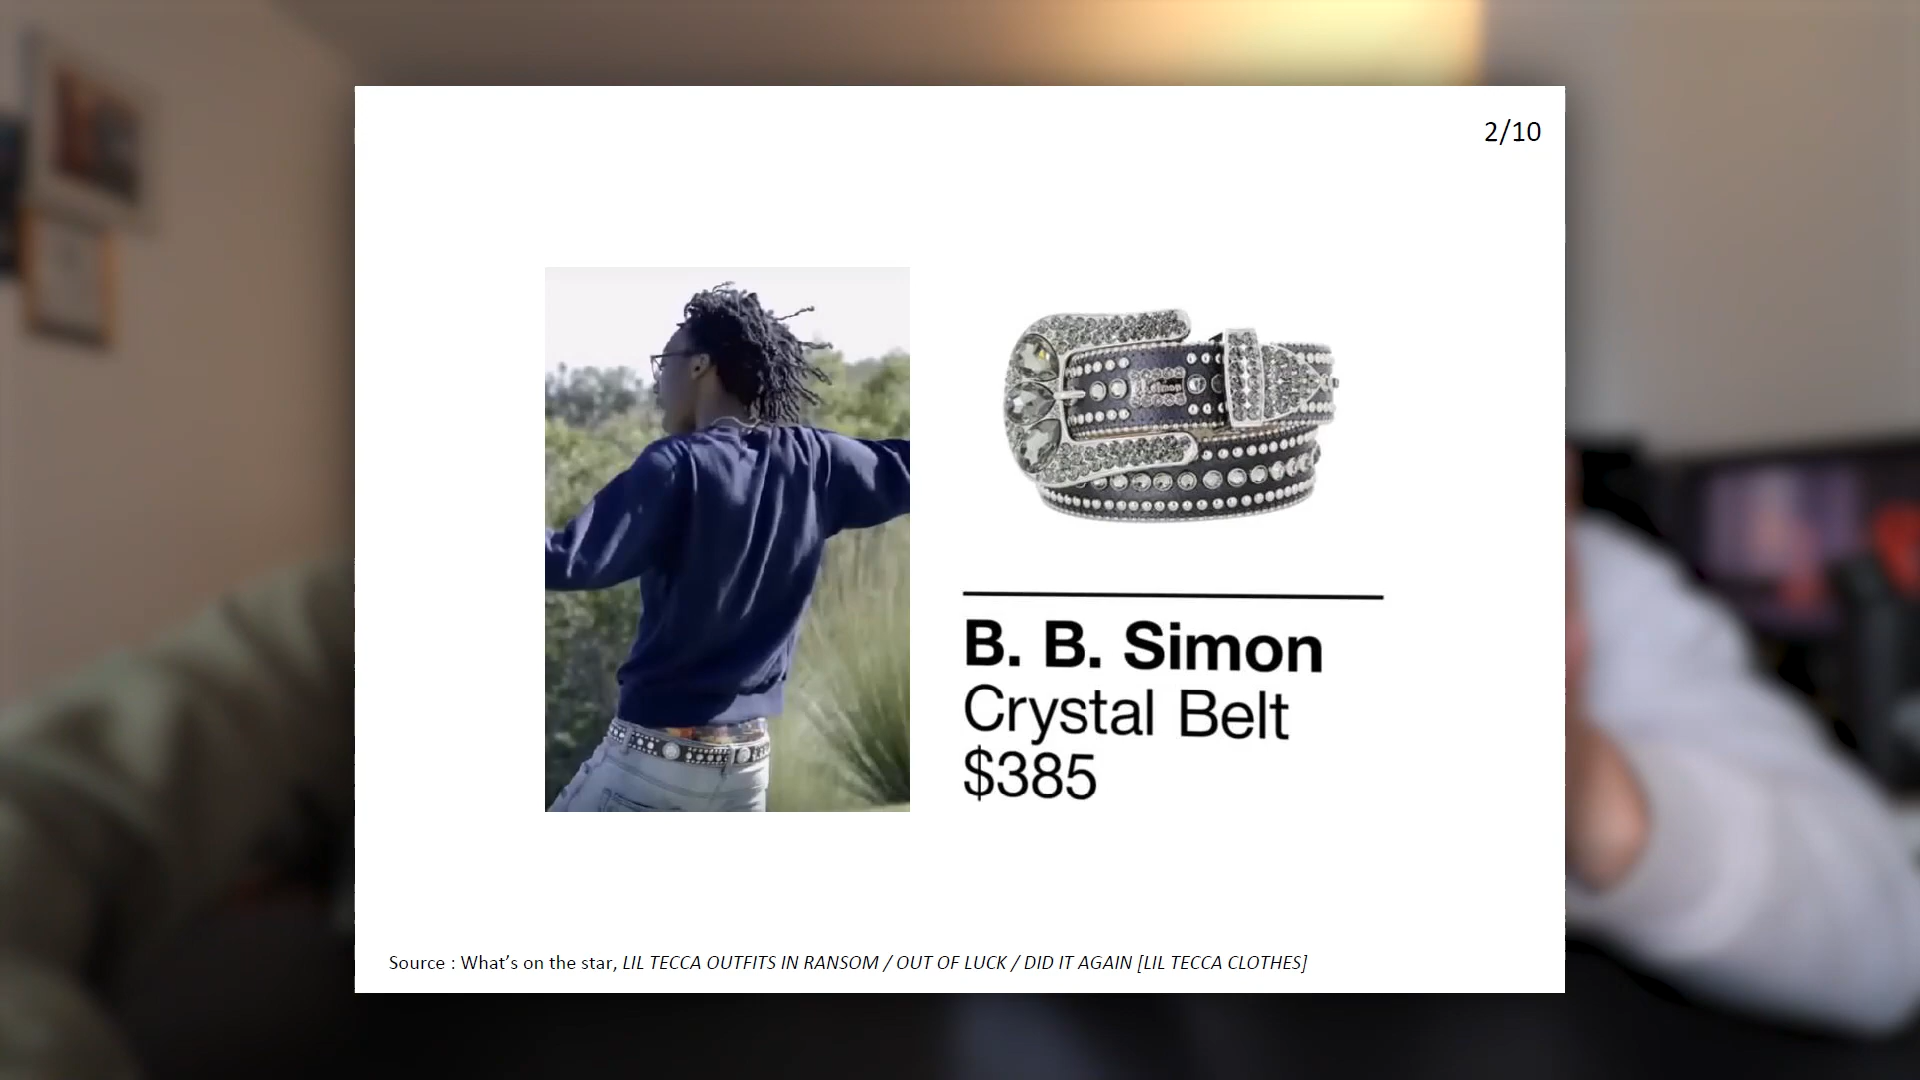 2/10
B. B. Simon
Crystal Belt
$385
Source : What's on the star, LIL TECCA OUTFITS IN RANSOM / OUT OF LUCK / DID IT AGAIN [LIL TECCA CLOTHES]